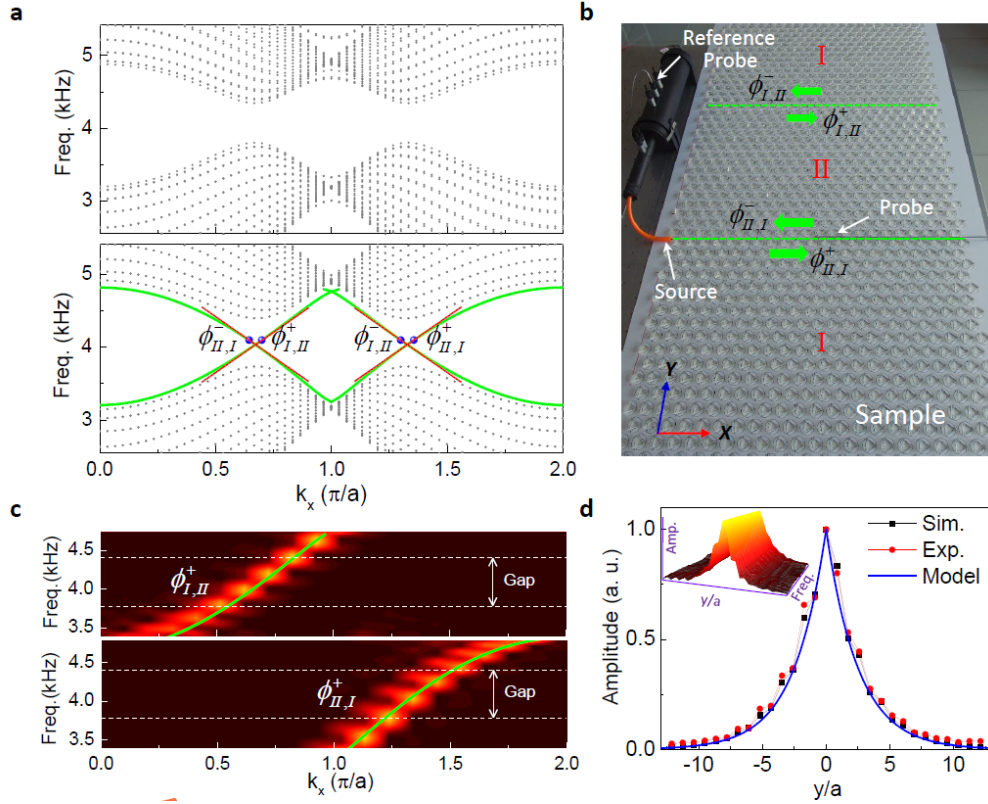 a
5
4
3
Freq. (kHz)
5
4
3
Freq. (kHz)
ϕ⁻II,I
ϕ⁺I,II
ϕ⁻I,II
ϕ⁺II,I
0.0
0.5
1.0
1.5
2.0
kx (π/a)
b
Reference
Probe
I
ϕ⁻I,II
ϕ⁺I,II
II
ϕ⁻II,I
Probe
ϕ⁺II,I
Source
I
Y
X
Sample
c
4.5
4.0
3.5
Freq.(kHz)
ϕ⁺I,II
Gap
4.5
4.0
3.5
Freq.(kHz)
ϕ⁺II,I
Gap
0.0
0.5
1.0
1.5
2.0
kx (π/a)
d
1.0
0.5
0.0
Amplitude (a. u.)
Amp.
y/a
Freq.
Sim.
Exp.
Model
-10
-5
0
5
10
y/a